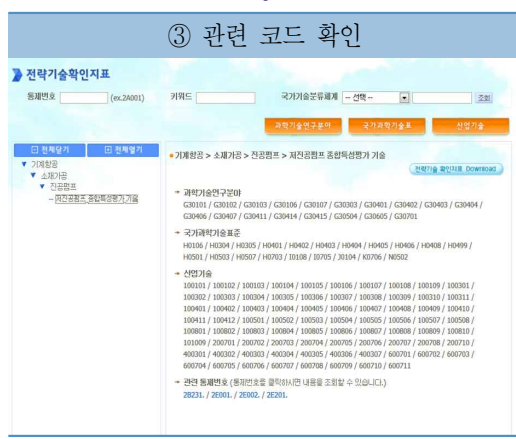 ③ 관련 코드 확인
전략기술확인지표
통제번호 (ex.2A001) 키워드 국가기술분류체계 -- 선택 -- 조회
과학기술연구분야 국가과학기술표 산업기술
전체닫기 전체열기
기계항공
소재가공
진공펌프
저진공펌프 종합특성평가 기술
기계항공 > 소재가공 > 진공펌프 > 저진공펌프 종합특성평가 기술
전략기술 확인지표 Download
과학기술연구분야
G30101 / G30102 / G30103 / G30106 / G30107 / G30303 / G30401 / G30402 / G30403 / G30404 /
G30406 / G30407 / G30411 / G30414 / G30415 / G30504 / G30605 / G30701
국가과학기술표준
H0106 / H0304 / H0305 / H0401 / H0402 / H0403 / H0404 / H0405 / H0406 / H0408 / H0499 /
H0501 / H0503 / H0507 / H0703 / I0108 / I0705 / J0104 / K0706 / N0502
산업기술
100101 / 100102 / 100103 / 100104 / 100105 / 100106 / 100107 / 100108 / 100109 / 100301 /
100302 / 100303 / 100304 / 100305 / 100306 / 100307 / 100308 / 100309 / 100310 / 100311 /
100401 / 100402 / 100403 / 100404 / 100405 / 100406 / 100407 / 100408 / 100409 / 100410 /
100411 / 100412 / 100501 / 100502 / 100503 / 100504 / 100505 / 100506 / 100507 / 100508 /
100801 / 100802 / 100803 / 100804 / 100805 / 100806 / 100807 / 100808 / 100809 / 100810 /
101009 / 200701 / 200702 / 200703 / 200704 / 200705 / 200706 / 200707 / 200708 / 200710 /
400301 / 400302 / 400303 / 400304 / 400305 / 400306 / 400307 / 600701 / 600702 / 600703 /
600704 / 600705 / 600706 / 600707 / 600708 / 600709 / 600710 / 600711
관련 통제번호 (통제번호를 클릭하시면 내용을 조회할 수 있습니다.)
2B231. / 2E001. / 2E002. / 2E201.